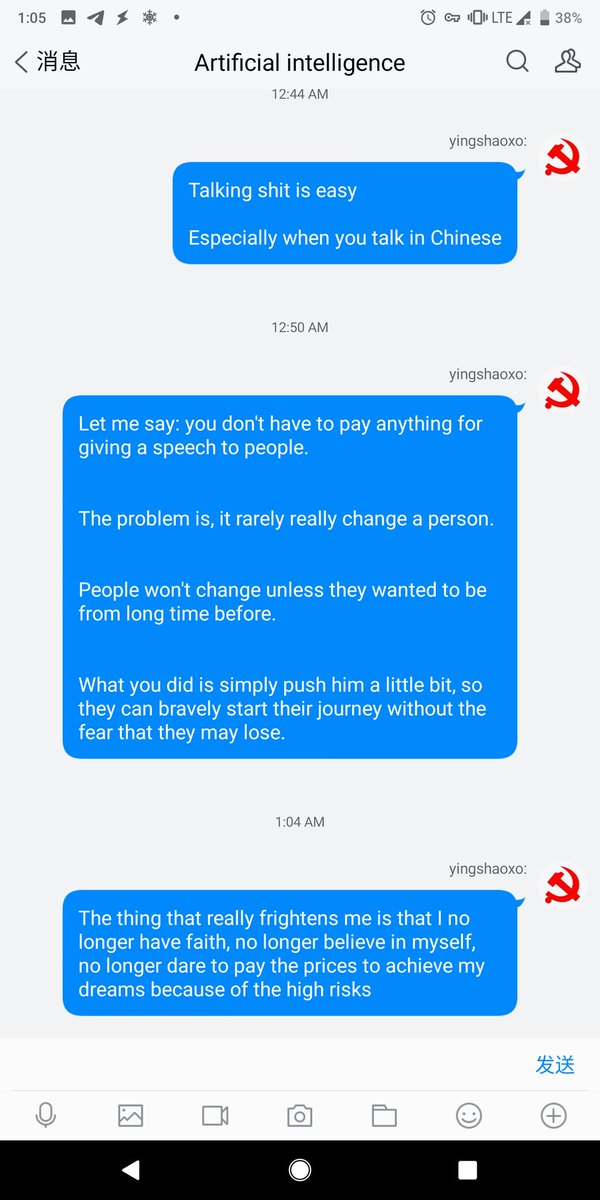 1:05 LTE 38%
消息 Artificial intelligence
12:44 AM
yingshaoxo:
Talking shit is easy
Especially when you talk in Chinese
12:50 AM
yingshaoxo:
Let me say: you don't have to pay anything for
giving a speech to people.
The problem is, it rarely really change a person.
People won't change unless they wanted to be
from long time before.
What you did is simply push him a little bit, so
they can bravely start their journey without the
fear that they may lose.
1:04 AM
yingshaoxo:
The thing that really frightens me is that I no
longer have faith, no longer believe in myself,
no longer dare to pay the prices to achieve my
dreams because of the high risks
发送